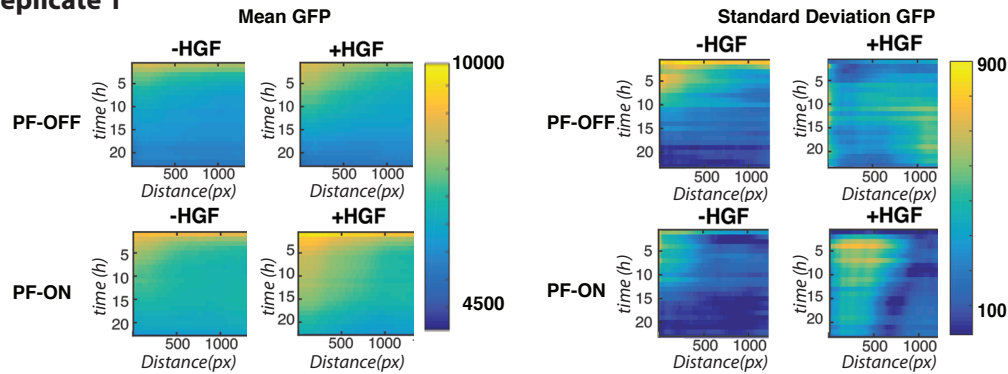 eplicate 1
Mean GFP
-HGF
+HGF
PF-OFF
time (h)
5
10
15
20
500
1000
Distance(px)
time (h)
5
10
15
20
500
1000
Distance(px)
10000
4500
PF-ON
-HGF
+HGF
time (h)
5
10
15
20
500
1000
Distance(px)
time (h)
5
10
15
20
500
1000
Distance(px)
Standard Deviation GFP
-HGF
+HGF
PF-OFF
time (h)
5
10
15
20
500
1000
Distance(px)
time (h)
5
10
15
20
500
1000
Distance(px)
900
100
PF-ON
-HGF
+HGF
time (h)
5
10
15
20
500
1000
Distance(px)
time (h)
5
10
15
20
500
1000
Distance(px)